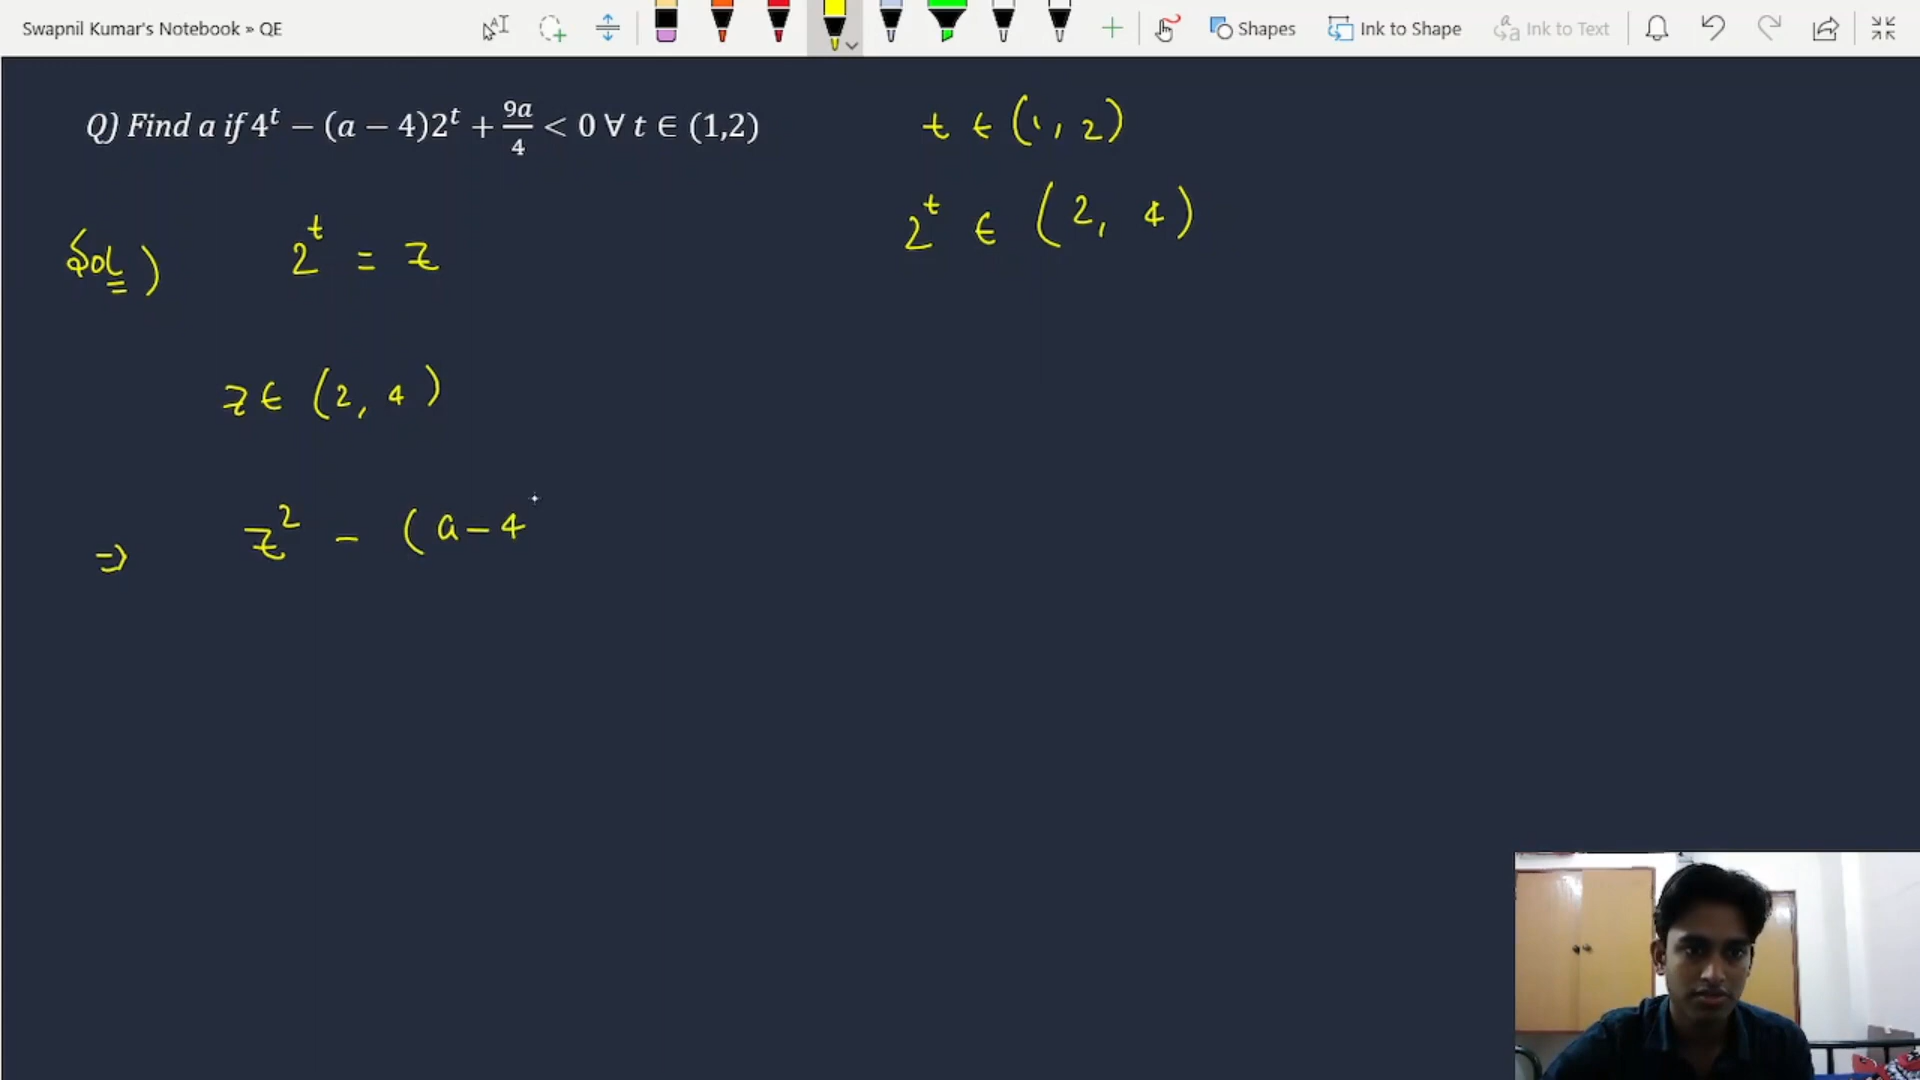 Swapnil Kumar's Notebook » QE
Shapes
Ink to Shape
Ink to Text
Q) Find a if 4^t − (a − 4)2^t + 9a/4 < 0 ∀ t ∈ (1,2)
t ∈ (1, 2)
2^t ∈ (2, 4)
Sol) 2^t = z
z ∈ (2, 4)
⇒ z^2 - (a-4